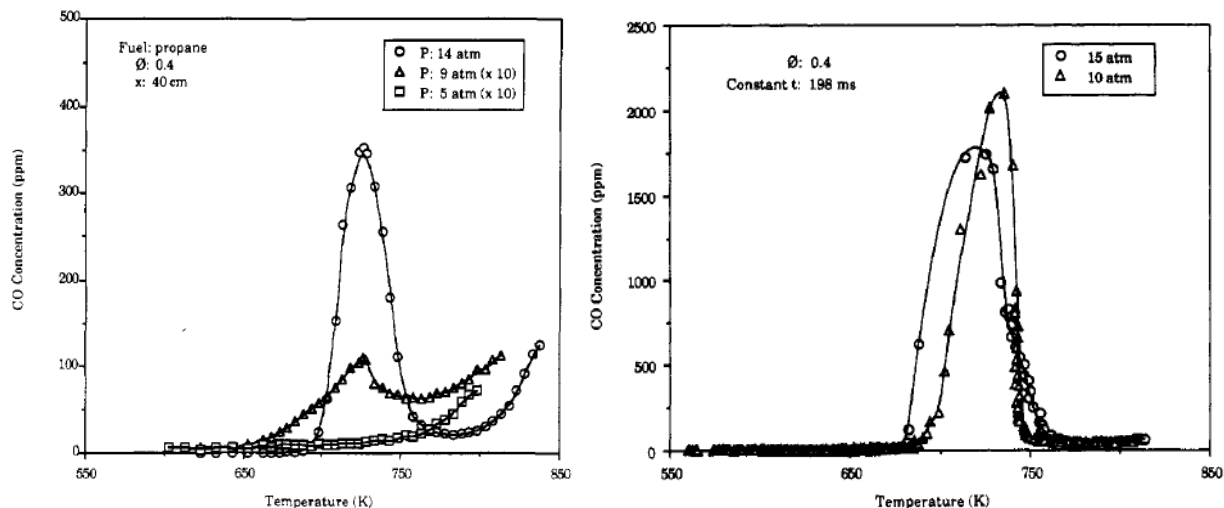 500
400
300
200
100
0
550
650
750
850
CO Concentration (ppm)
Temperature (K)
Fuel: propane
Ø: 0.4
x: 40 cm
P: 14 atm
P: 9 atm (x 10)
P: 5 atm (x 10)
2500
2000
1500
1000
500
0
550
650
750
850
CO Concentration (ppm)
Temperature (K)
Ø: 0.4
Constant t: 198 ms
15 atm
10 atm